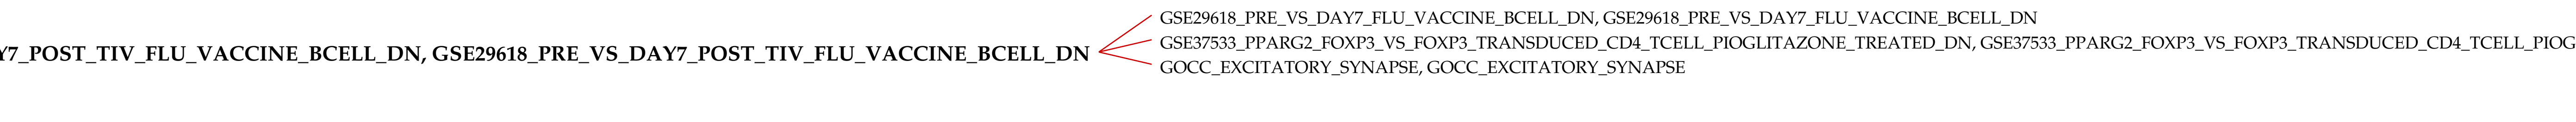 GSE29618_PRE_VS_DAY7_FLU_VACCINE_BCELL_DN, GSE29618_PRE_VS_DAY7_FLU_VACCINE_BCELL_DN
GSE37533_PPARG2_FOXP3_VS_FOXP3_TRANSDUCED_CD4_TCELL_PIOGLITAZONE_TREATED_DN, GSE37533_PPARG2_FOXP3_VS_FOXP3_TRANSDUCED_CD4_TCELL_PIOG
Y7_POST_TIV_FLU_VACCINE_BCELL_DN, GSE29618_PRE_VS_DAY7_POST_TIV_FLU_VACCINE_BCELL_DN
GOCC_EXCITATORY_SYNAPSE, GOCC_EXCITATORY_SYNAPSE